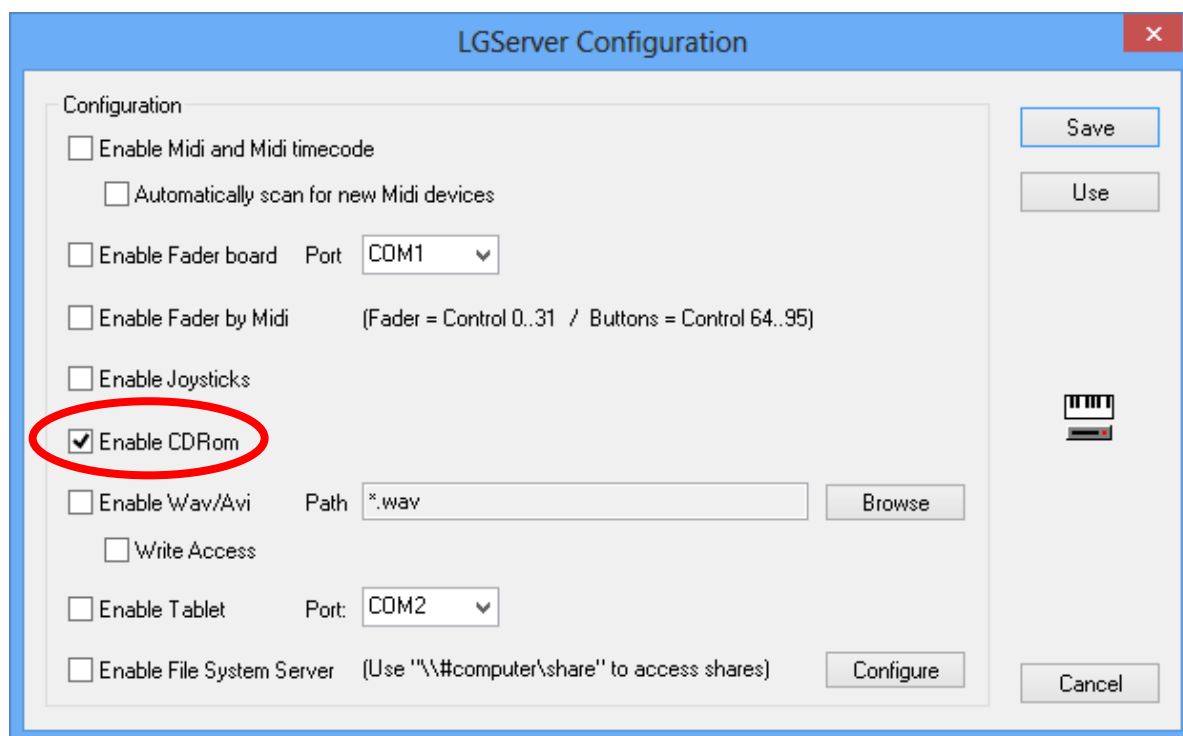 LGServer Configuration
Configuration
Save
Enable Midi and Midi timecode
Automatically scan for new Midi devices
Use
Enable Fader board Port COM1
Enable Fader by Midi (Fader = Control 0..31 / Buttons = Control 64..95)
Enable Joysticks
Enable CDRom
Enable Wav/Avi Path *.wav Browse
Write Access
Enable Tablet Port: COM2
Enable File System Server (Use "\\#computer\share" to access shares) Configure
Cancel